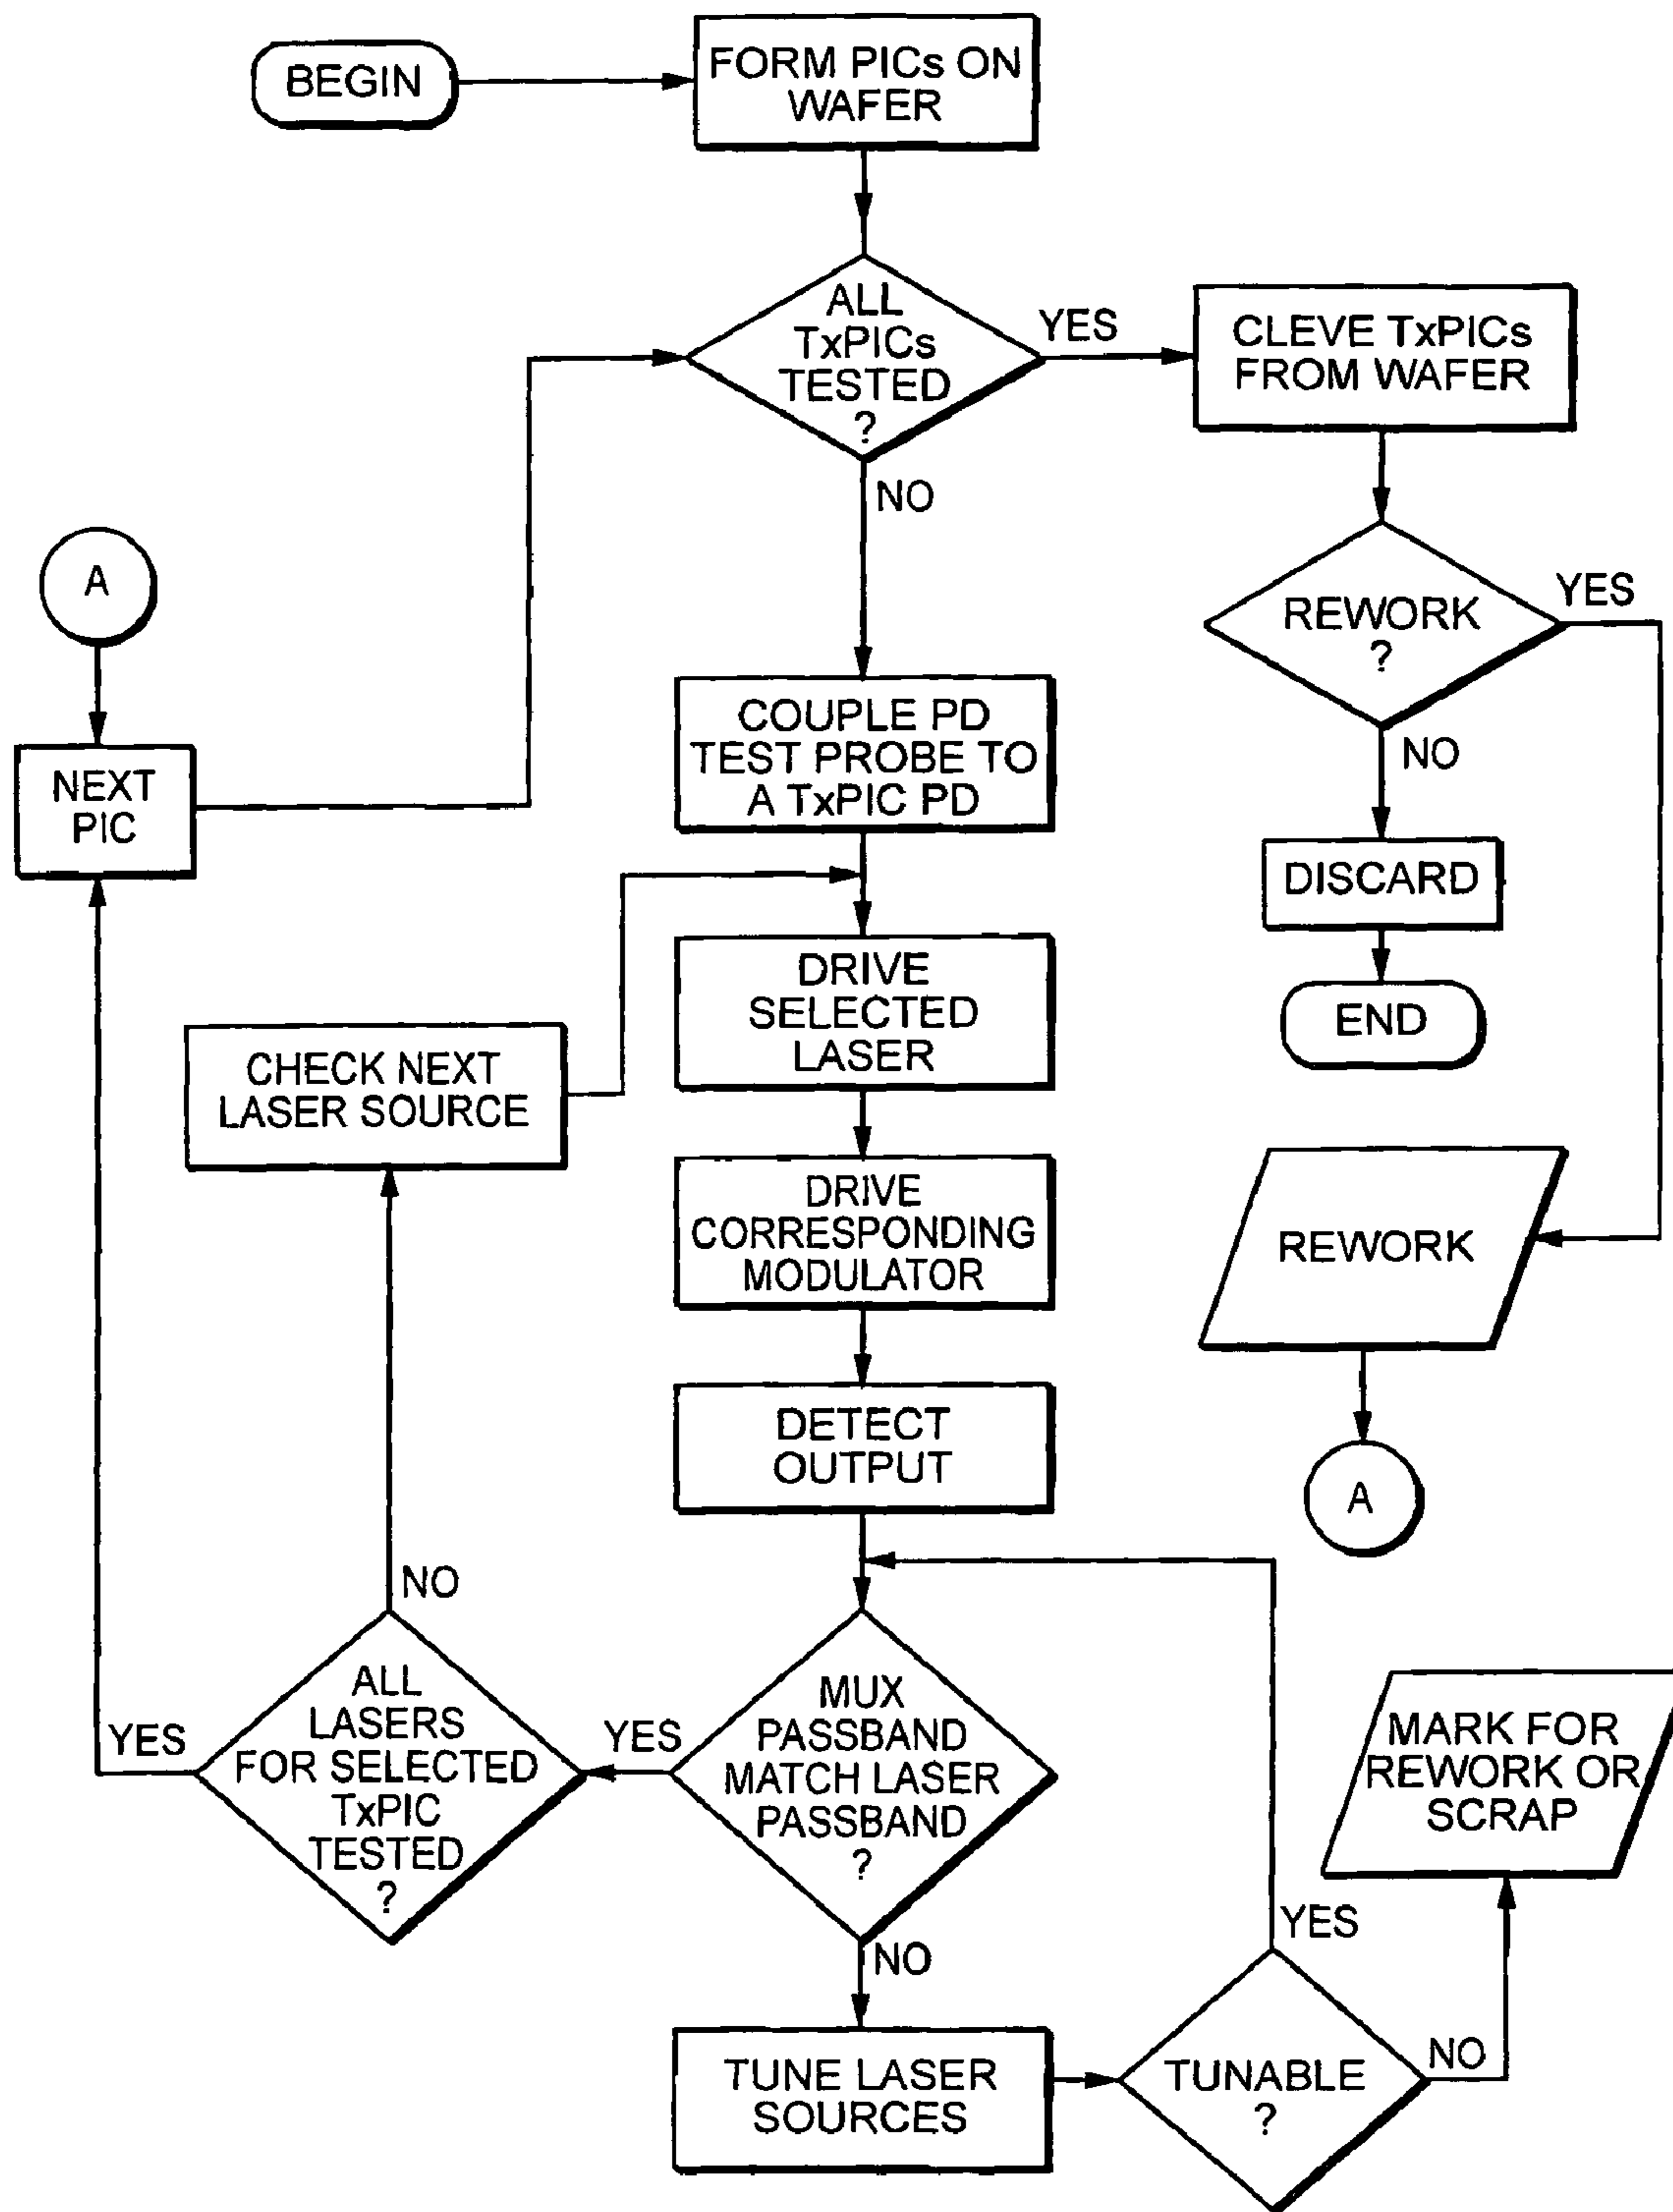 BEGIN
FORM PICs ON
WAFER
ALL
TxPICs
TESTED
?
YES
CLEVE TxPICs
FROM WAFER
NO
REWORK
?
YES
NO
DISCARD
END
REWORK
A
A
NEXT
PIC
COUPLE PD
TEST PROBE TO
A TxPIC PD
DRIVE
SELECTED
LASER
CHECK NEXT
LASER SOURCE
DRIVE
CORRESPONDING
MODULATOR
DETECT
OUTPUT
NO
ALL
LASERS
FOR SELECTED
TxPIC
TESTED
?
YES
YES
MUX
PASSBAND
MATCH LASER
PASSBAND
?
NO
TUNE LASER
SOURCES
TUNABLE
?
YES
NO
MARK FOR
REWORK OR
SCRAP